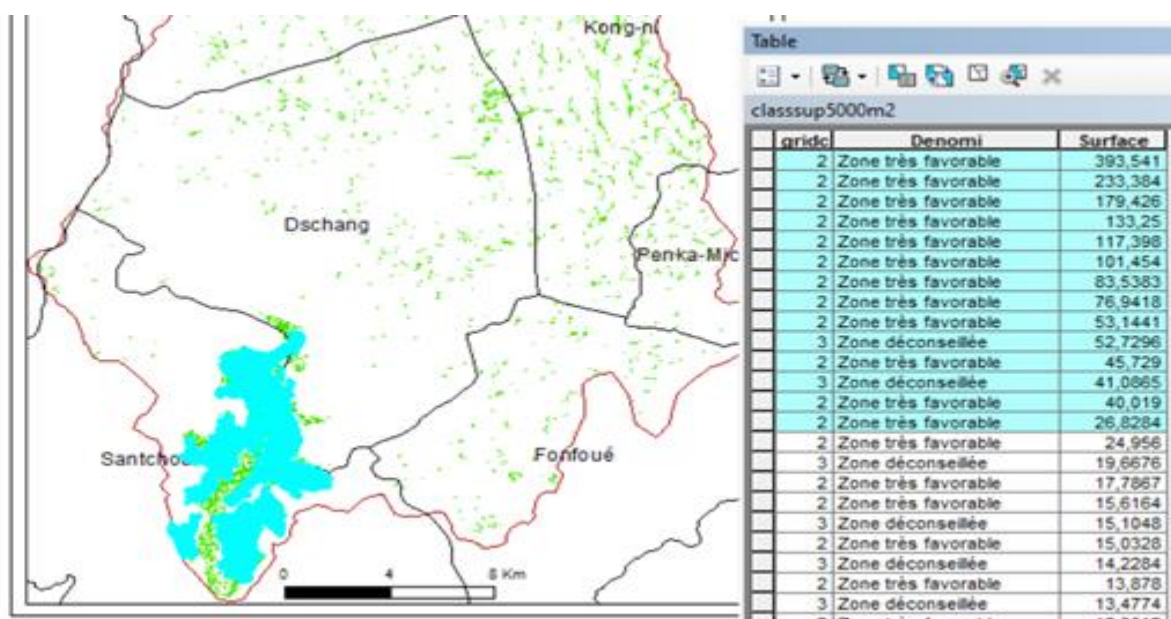 Kong-ni
Dschang
Penka-Mic
Santchou
Fonfoué
0 4 8 Km
Table
classsup5000m2
gridc Denomi Surface
2 Zone très favorable 393,541
2 Zone très favorable 233,384
2 Zone très favorable 179,426
2 Zone très favorable 133,25
2 Zone très favorable 117,398
2 Zone très favorable 101,454
2 Zone très favorable 83,5383
2 Zone très favorable 76,9418
2 Zone très favorable 53,1441
3 Zone déconseillée 52,7296
2 Zone très favorable 45,729
3 Zone déconseillée 41,0865
2 Zone très favorable 40,019
2 Zone très favorable 26,8284
2 Zone très favorable 24,956
3 Zone déconseillée 19,6676
2 Zone très favorable 17,7867
2 Zone très favorable 15,6164
3 Zone déconseillée 15,1048
2 Zone très favorable 15,0328
3 Zone déconseillée 14,2284
2 Zone très favorable 13,878
3 Zone déconseillée 13,4774